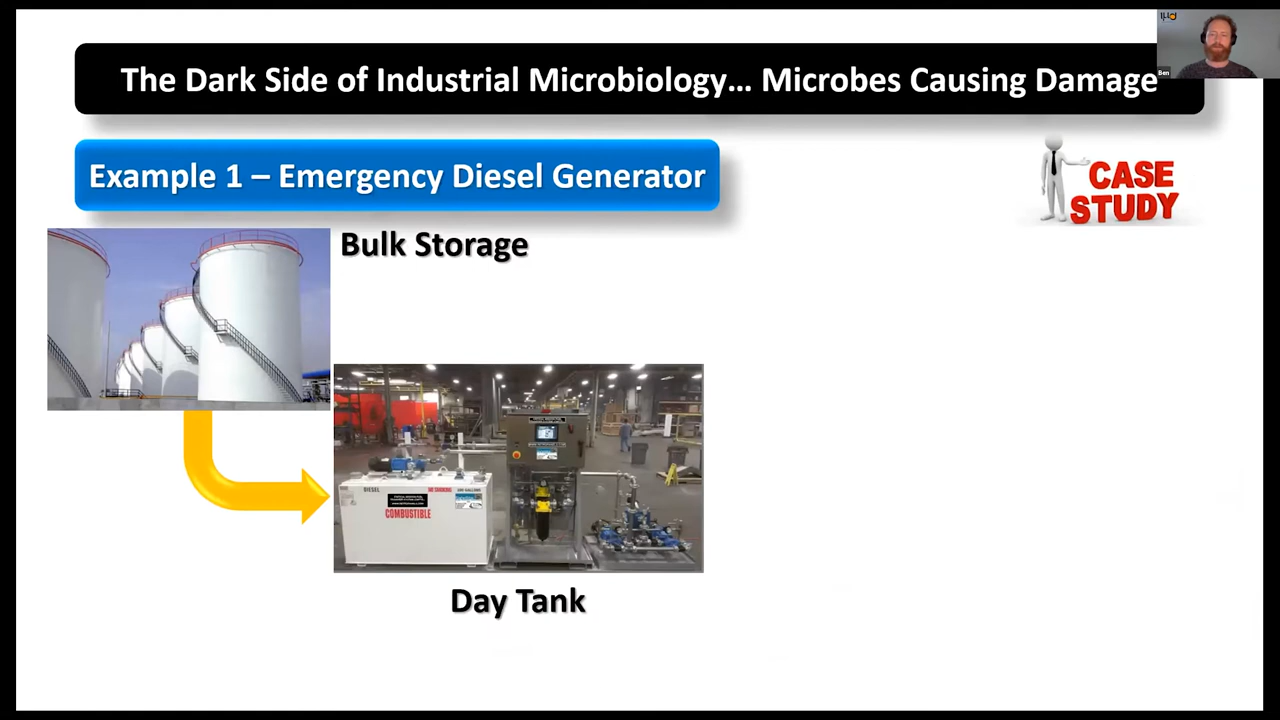 The Dark Side of Industrial Microbiology... Microbes Causing Damage
Ben
Example 1 – Emergency Diesel Generator
CASE
STUDY
Bulk Storage
DIESEL
COMBUSTIBLE
Day Tank